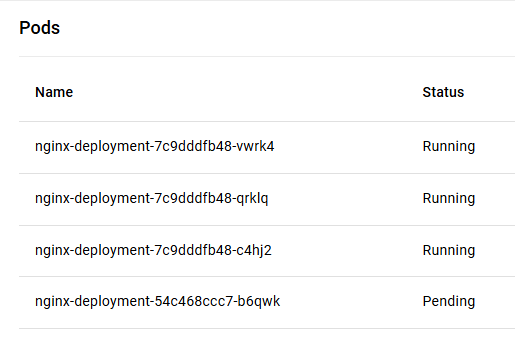 Pods
Name Status
nginx-deployment-7c9dddfb48-vwrk4 Running
nginx-deployment-7c9dddfb48-qrklq Running
nginx-deployment-7c9dddfb48-c4hj2 Running
nginx-deployment-54c468ccc7-b6qwk Pending